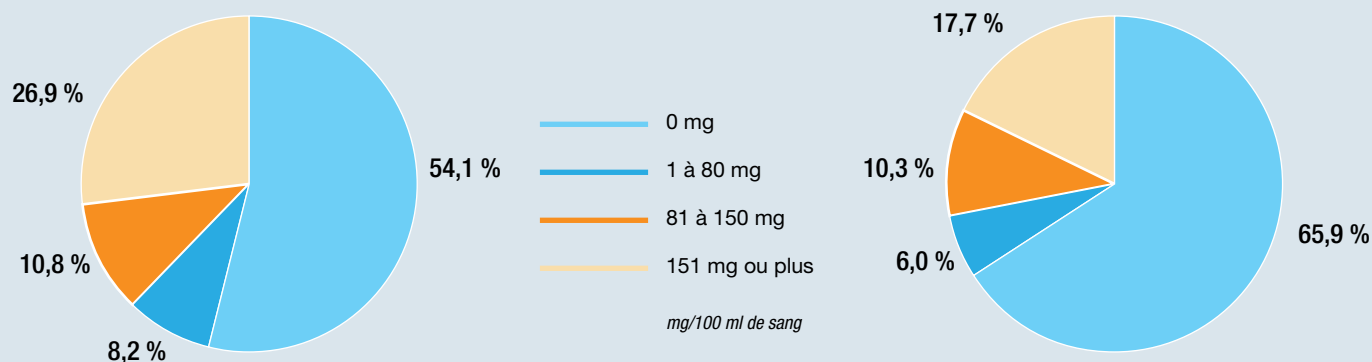 26,9 %
54,1 %
10,8 %
8,2 %
0 mg
1 à 80 mg
81 à 150 mg
151 mg ou plus
mg/100 ml de sang
17,7 %
10,3 %
65,9 %
6,0 %